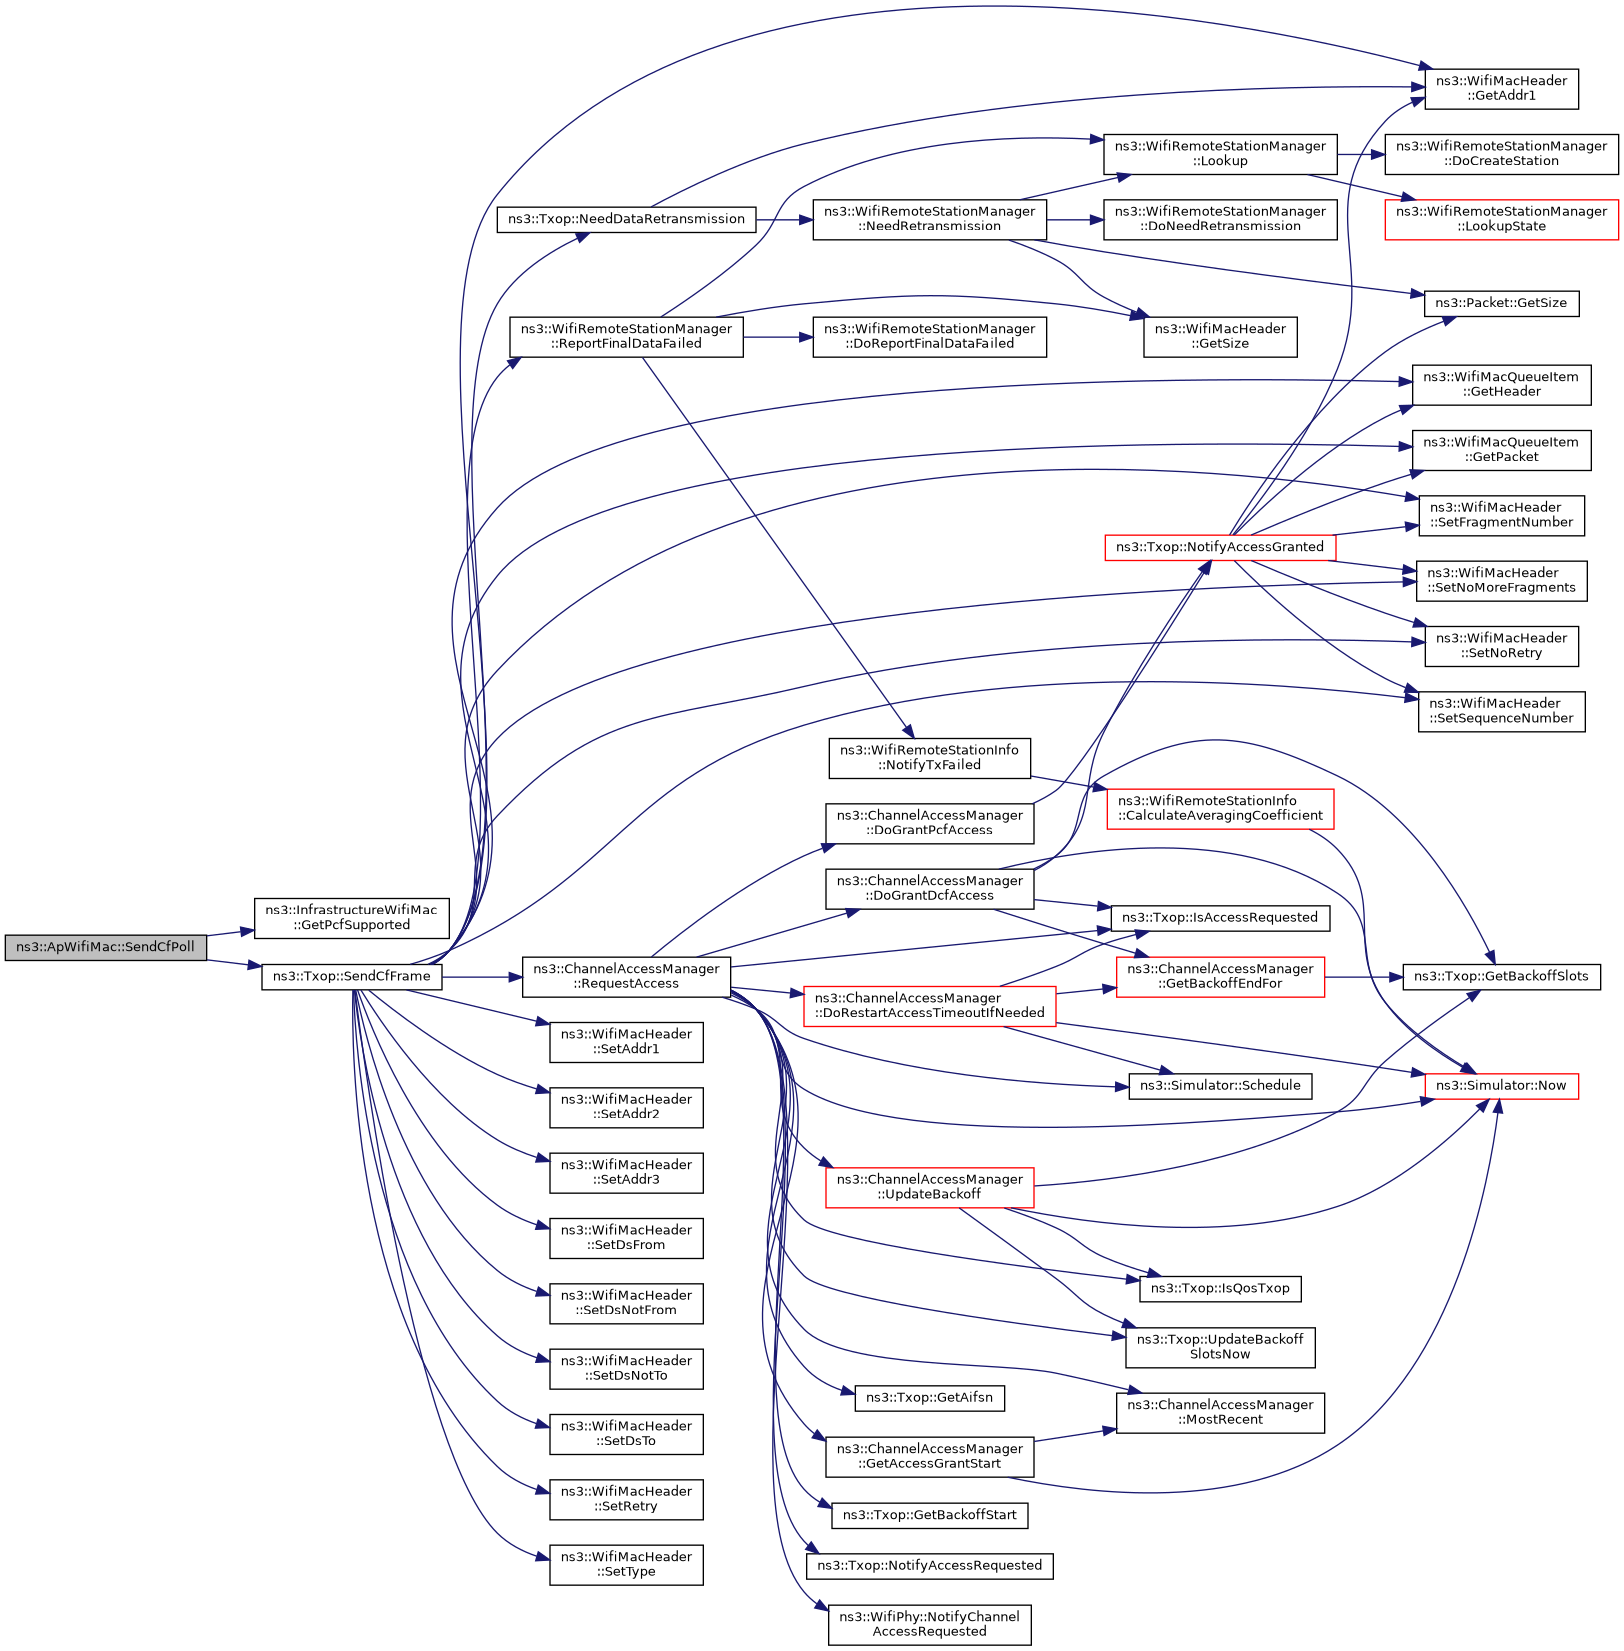 ns3::WifiMacHeader
::GetAddr1
ns3::WifiRemoteStationManager
::Lookup
ns3::WifiRemoteStationManager
::DoCreateStation
ns3::Txop::NeedDataRetransmission
ns3::WifiRemoteStationManager
::NeedRetransmission
ns3::WifiRemoteStationManager
::DoNeedRetransmission
ns3::WifiRemoteStationManager
::LookupState
ns3::Packet::GetSize
ns3::WifiRemoteStationManager
::ReportFinalDataFailed
ns3::WifiRemoteStationManager
::DoReportFinalDataFailed
ns3::WifiMacHeader
::GetSize
ns3::WifiMacQueueItem
::GetHeader
ns3::WifiMacQueueItem
::GetPacket
ns3::WifiMacHeader
::SetFragmentNumber
ns3::Txop::NotifyAccessGranted
ns3::WifiMacHeader
::SetNoMoreFragments
ns3::WifiMacHeader
::SetNoRetry
ns3::WifiMacHeader
::SetSequenceNumber
ns3::WifiRemoteStationInfo
::NotifyTxFailed
ns3::WifiRemoteStationInfo
::CalculateAveragingCoefficient
ns3::ChannelAccessManager
::DoGrantPcfAccess
ns3::ChannelAccessManager
::DoGrantDcfAccess
ns3::InfrastructureWifiMac
::GetPcfSupported
ns3::Txop::IsAccessRequested
ns3::ApWifiMac::SendCfPoll
ns3::Txop::SendCfFrame
ns3::ChannelAccessManager
::RequestAccess
ns3::ChannelAccessManager
::GetBackoffEndFor
ns3::Txop::GetBackoffSlots
ns3::ChannelAccessManager
::DoRestartAccessTimeoutIfNeeded
ns3::WifiMacHeader
::SetAddr1
ns3::Simulator::Schedule
ns3::Simulator::Now
ns3::WifiMacHeader
::SetAddr2
ns3::WifiMacHeader
::SetAddr3
ns3::ChannelAccessManager
::UpdateBackoff
ns3::WifiMacHeader
::SetDsFrom
ns3::Txop::IsQosTxop
ns3::WifiMacHeader
::SetDsNotFrom
ns3::Txop::UpdateBackoff
SlotsNow
ns3::WifiMacHeader
::SetDsNotTo
ns3::Txop::GetAifsn
ns3::ChannelAccessManager
::MostRecent
ns3::WifiMacHeader
::SetDsTo
ns3::ChannelAccessManager
::GetAccessGrantStart
ns3::WifiMacHeader
::SetRetry
ns3::Txop::GetBackoffStart
ns3::WifiMacHeader
::SetType
ns3::Txop::NotifyAccessRequested
ns3::WifiPhy::NotifyChannel
AccessRequested